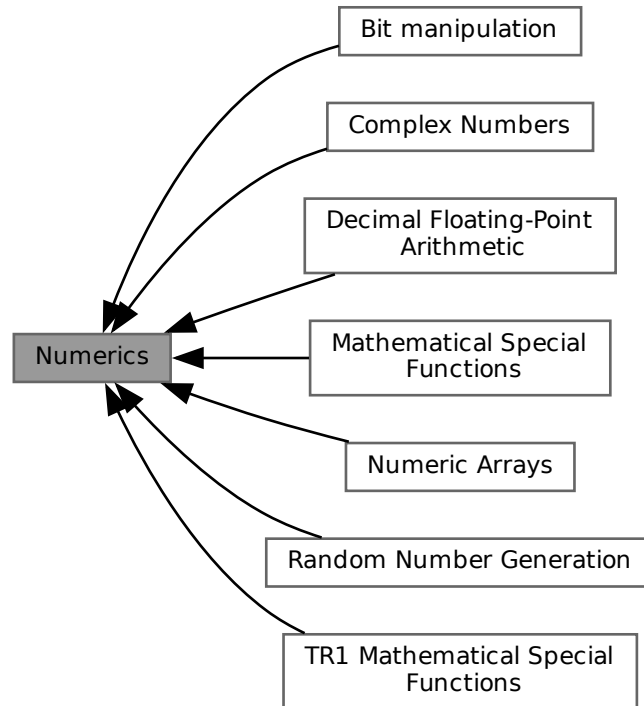 Bit manipulation
Complex Numbers
Decimal Floating-Point
Arithmetic
Numerics
Mathematical Special
Functions
Numeric Arrays
Random Number Generation
TR1 Mathematical Special
Functions